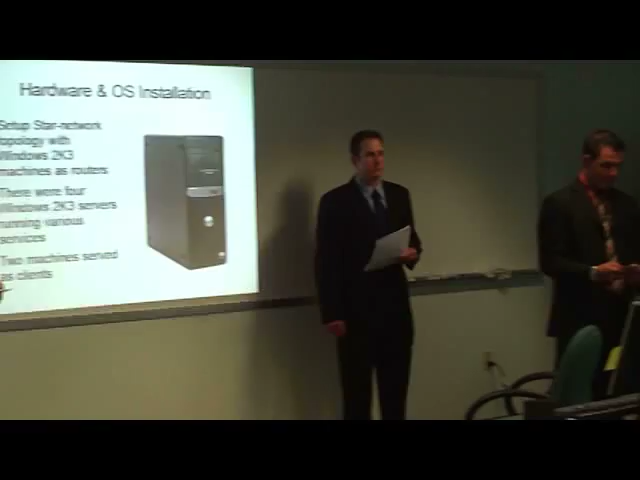 Hardware & OS Installation
Setup Star-network
topology with
Windows 2K3
machines as routers
There were four
Windows 2K3 servers
running various
services
Two machines served
as clients